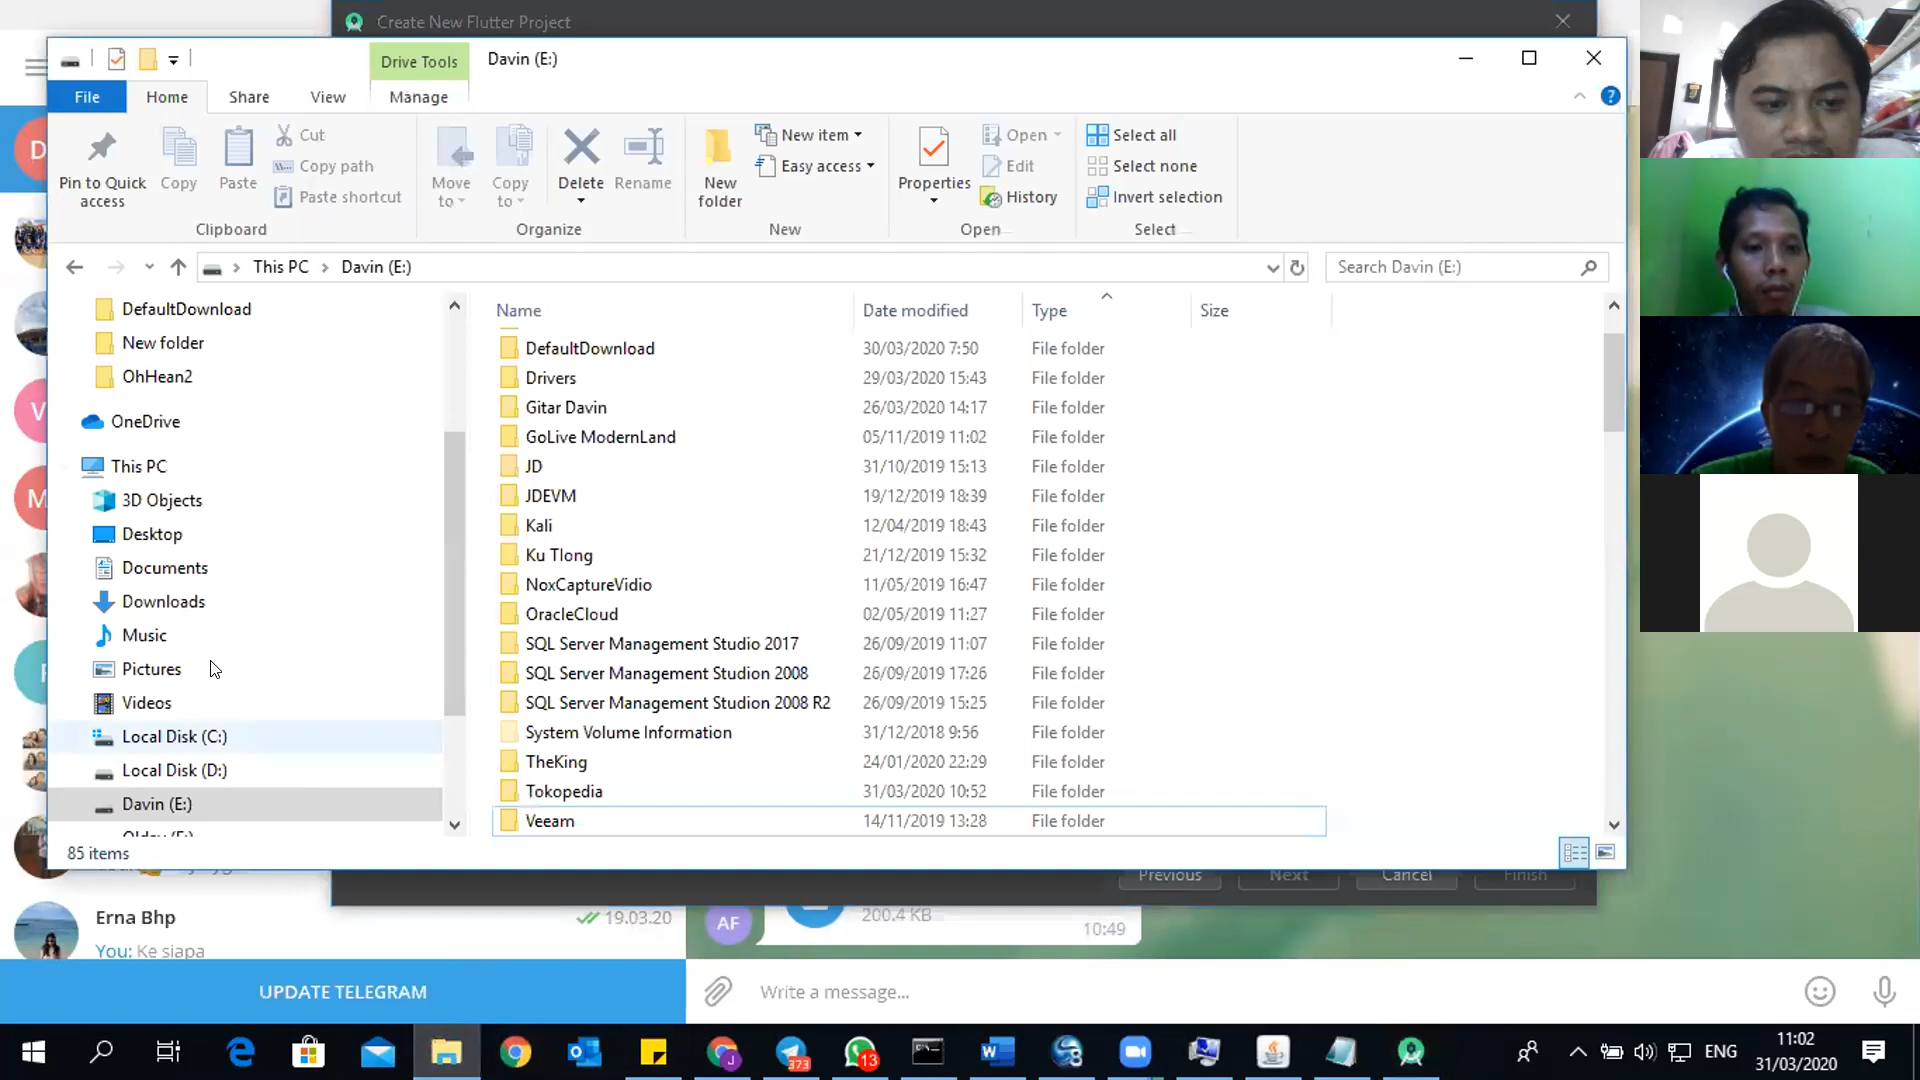 Create New Flutter Project
Drive Tools
Davin (E:)
File
Home
Share
View
Manage
Pin to Quick access
Copy
Paste
Cut
Copy path
Paste shortcut
Clipboard
Move to
Copy to
Delete
Rename
Organize
New folder
New item
Easy access
New
Properties
Open
Edit
History
Open
Select all
Select none
Invert selection
Select
This PC
Davin (E:)
Search Davin (E:)
DefaultDownload
New folder
OhHean2
OneDrive
This PC
3D Objects
Desktop
Documents
Downloads
Music
Pictures
Videos
Local Disk (C:)
Local Disk (D:)
Davin (E:)
Name Date modified Type Size
DefaultDownload 30/03/2020 7:50 File folder
Drivers 29/03/2020 15:43 File folder
Gitar Davin 26/03/2020 14:17 File folder
GoLive ModernLand 05/11/2019 11:02 File folder
JD 31/10/2019 15:13 File folder
JDEVM 19/12/2019 18:39 File folder
Kali 12/04/2019 18:43 File folder
Ku Tlong 21/12/2019 15:32 File folder
NoxCaptureVidio 11/05/2019 16:47 File folder
OracleCloud 02/05/2019 11:27 File folder
SQL Server Management Studio 2017 26/09/2019 11:07 File folder
SQL Server Management Studion 2008 26/09/2019 17:26 File folder
SQL Server Management Studion 2008 R2 26/09/2019 15:25 File folder
System Volume Information 31/12/2018 9:56 File folder
TheKing 24/01/2020 22:29 File folder
Tokopedia 31/03/2020 10:52 File folder
Veeam 14/11/2019 13:28 File folder
85 items
Previous
Next
Cancel
Finish
D
V
M
Erna Bhp
19.03.20
You: Ke siapa
AF
200.4 KB
10:49
UPDATE TELEGRAM
Write a message...
J
373
13
ENG
11:02
31/03/2020